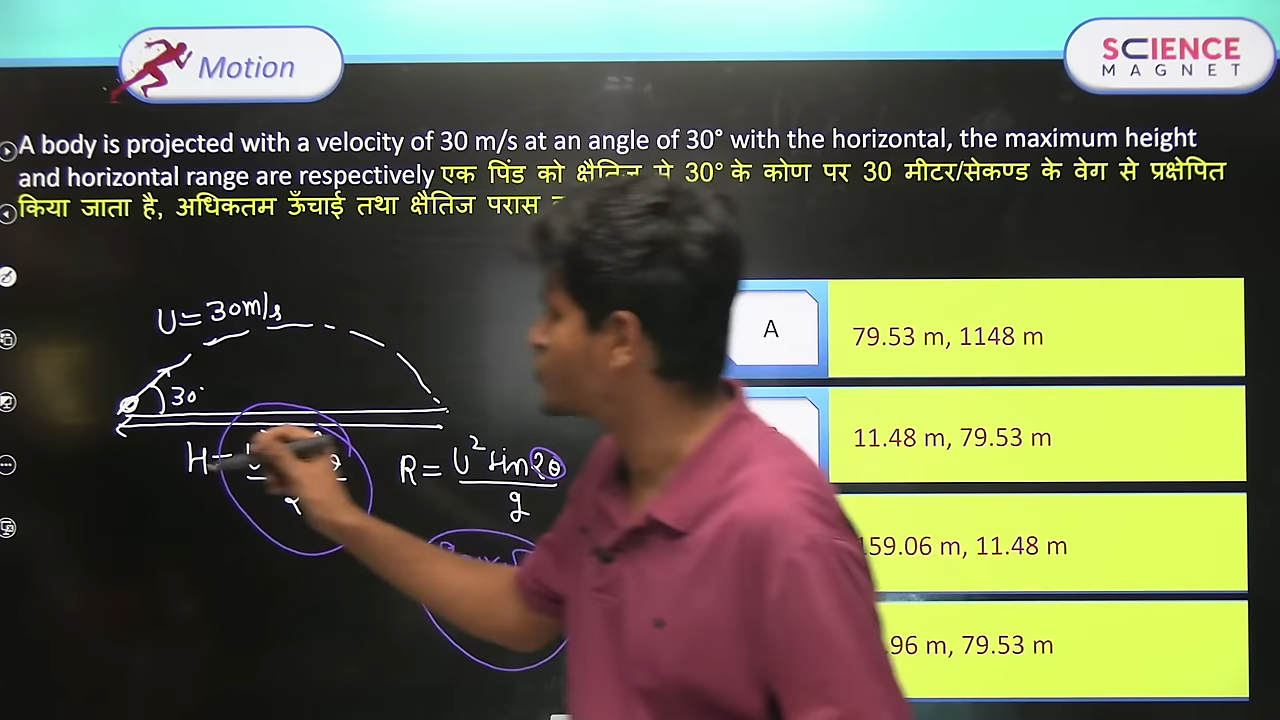 Motion
SCIENCE
MAGNET
A body is projected with a velocity of 30 m/s at an angle of 30° with the horizontal, the maximum height
and horizontal range are respectively एक पिंड को क्षैतिज से 30° के कोण पर 30 मीटर/सेकण्ड के वेग से प्रक्षेपित
किया जाता है, अधिकतम ऊँचाई तथा क्षैतिज परास
U = 30m/s
30°
H =
R = U² sin2θ
g
A
79.53 m, 1148 m
11.48 m, 79.53 m
159.06 m, 11.48 m
.96 m, 79.53 m